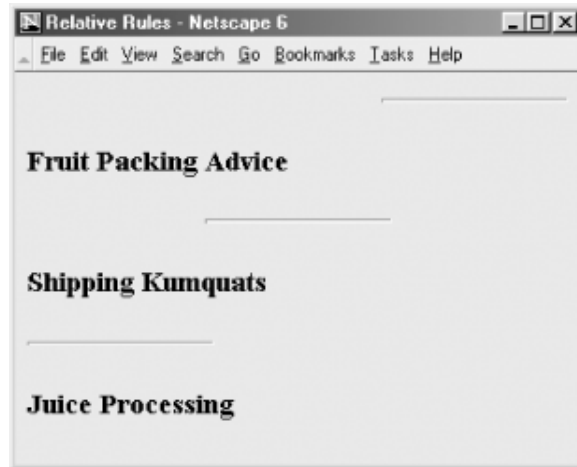 Relative Rules - Netscape 6
File Edit View Search Go Bookmarks Tasks Help
Fruit Packing Advice
Shipping Kumquats
Juice Processing